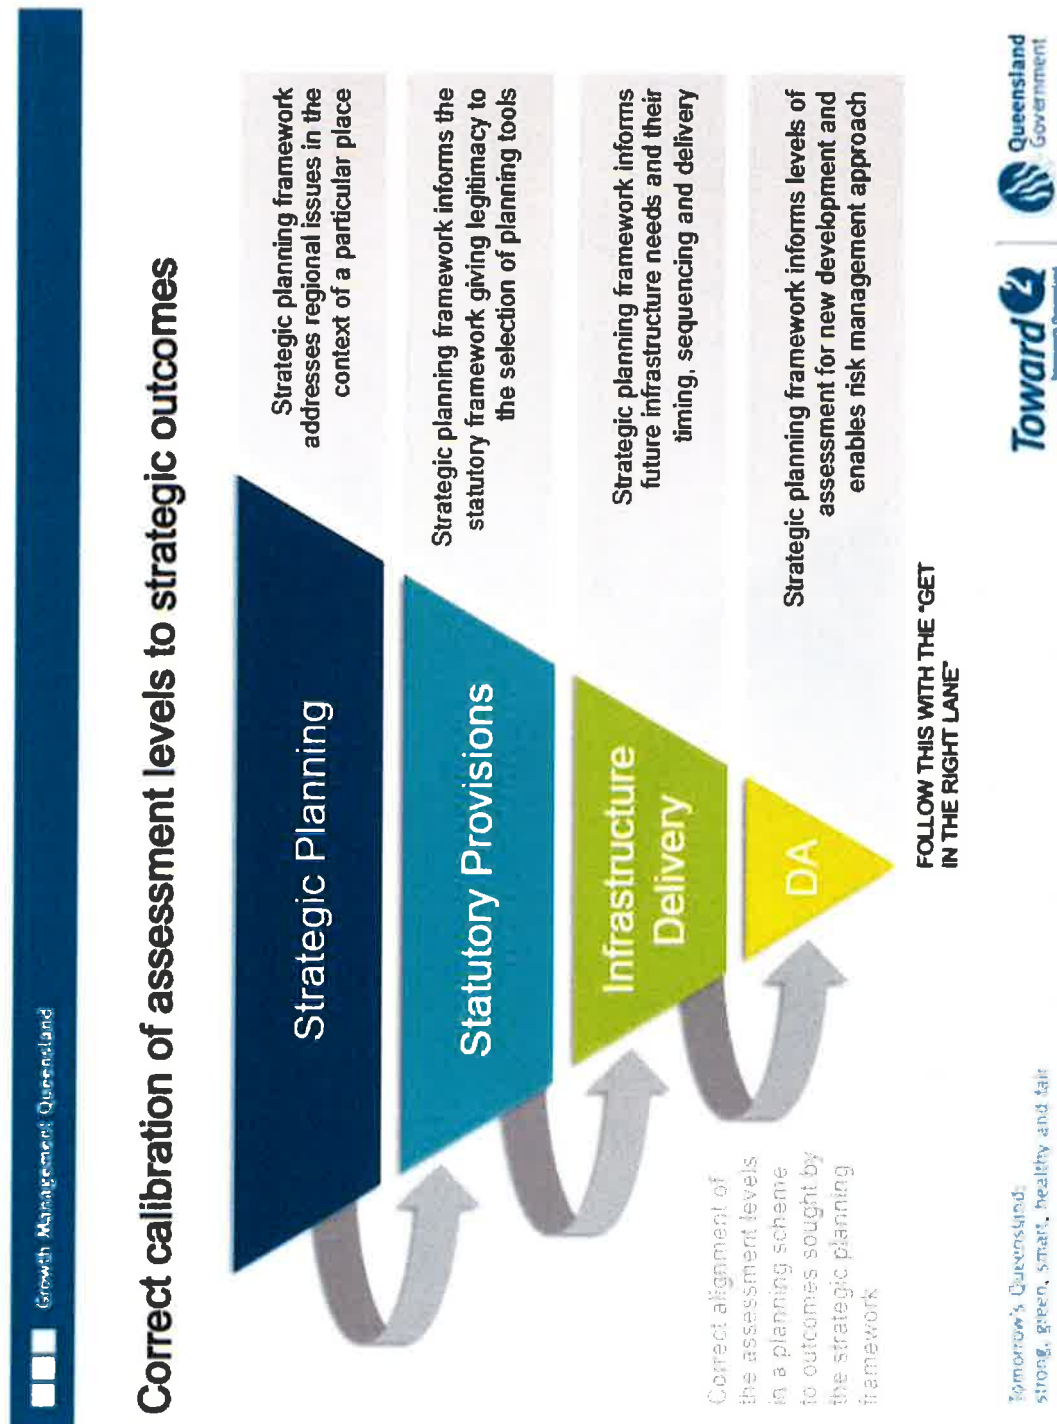 Growth Management Queensland
Correct calibration of assessment levels to strategic outcomes
Strategic Planning
Strategic planning framework
addresses regional issues in the
context of a particular place
Statutory Provisions
Strategic planning framework informs the
statutory framework giving legitimacy to
the selection of planning tools
Infrastructure
Delivery
Strategic planning framework informs
future infrastructure needs and their
timing, sequencing and delivery
DA
Strategic planning framework informs levels of
assessment for new development and
enables risk management approach
Correct alignment of
the assessment levels
in a planning scheme
to outcomes sought by
the strategic planning
framework
FOLLOW THIS WITH THE "GET
IN THE RIGHT LANE"
Tomorrow's Queensland:
strong, green, smart, healthy and fair
Toward Q2
Queensland
Government